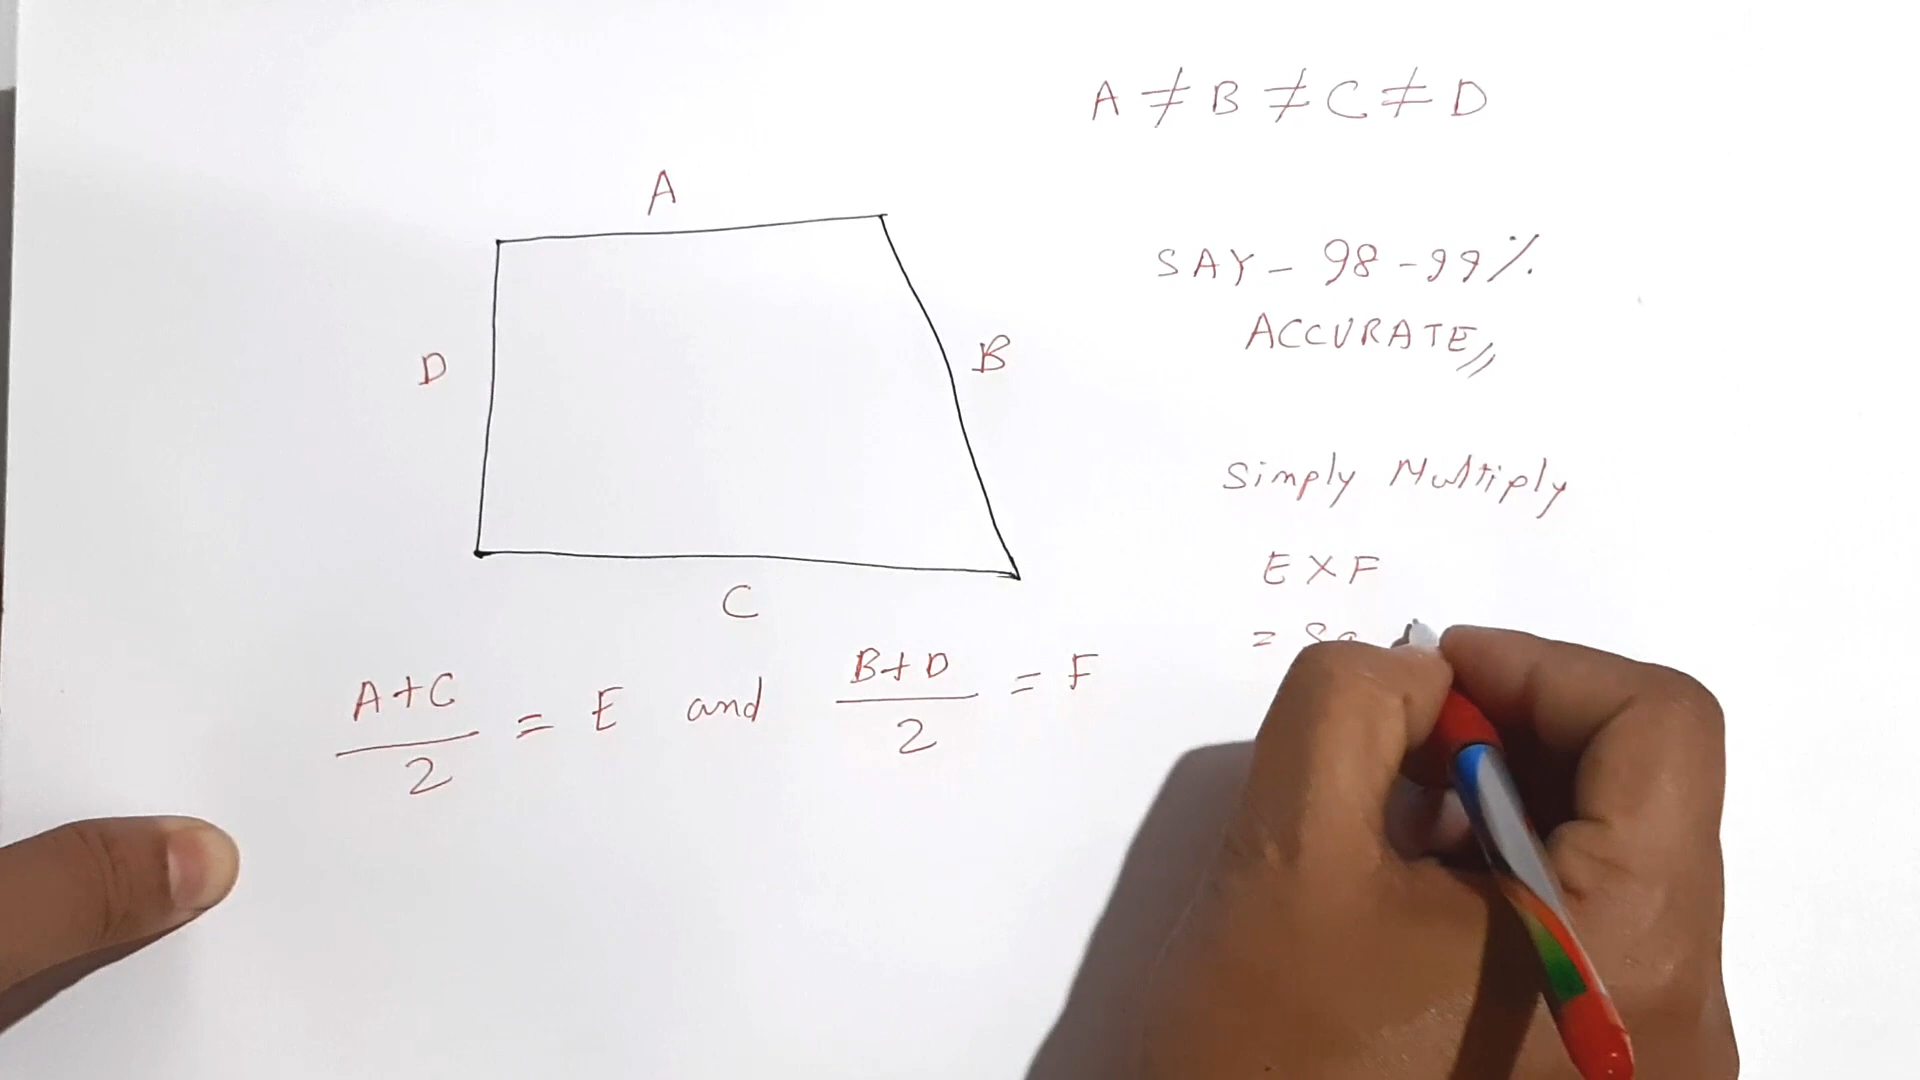 A ≠ B ≠ C ≠ D
A
SAY - 98 - 99%
ACCURATE
D
B
Simply Multiply
E X F
C
=
A+C/2 = E and B+D/2 = F